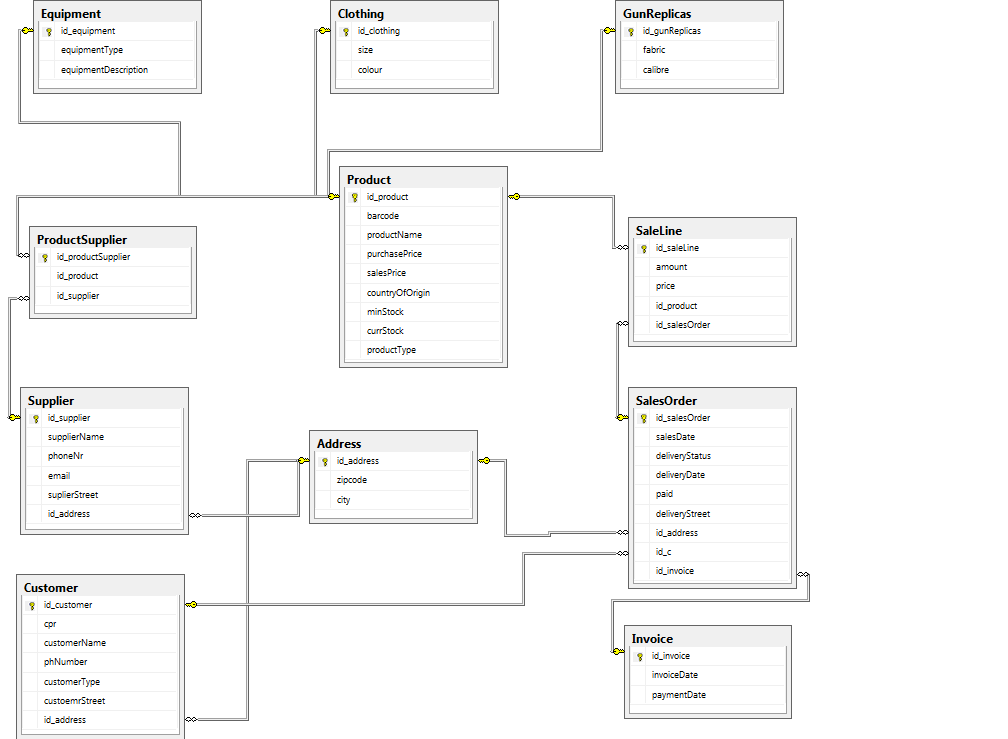 Equipment
id_equipment
equipmentType
equipmentDescription
Clothing
id_clothing
size
colour
GunReplicas
id_gunReplicas
fabric
calibre
Product
id_product
barcode
productName
purchasePrice
salesPrice
countryOfOrigin
minStock
currStock
productType
ProductSupplier
id_productSupplier
id_product
id_supplier
SaleLine
id_saleLine
amount
price
id_product
id_salesOrder
Supplier
id_supplier
supplierName
phoneNr
email
suplierStreet
id_address
Address
id_address
zipcode
city
SalesOrder
id_salesOrder
salesDate
deliveryStatus
deliveryDate
paid
deliveryStreet
id_address
id_c
id_invoice
Customer
id_customer
cpr
customerName
phNumber
customerType
custoemrStreet
id_address
Invoice
id_invoice
invoiceDate
paymentDate